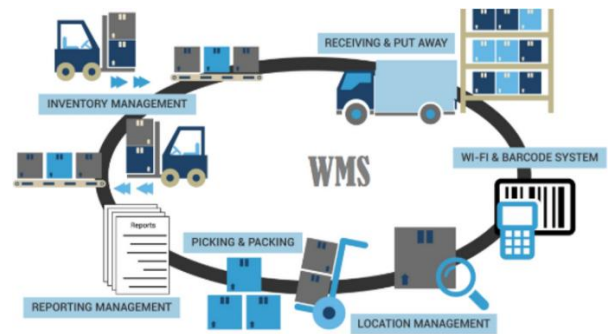 RECEIVING & PUT AWAY
INVENTORY MANAGEMENT
WI-FI & BARCODE SYSTEM
WMS
Reports
PICKING & PACKING
REPORTING MANAGEMENT
LOCATION MANAGEMENT